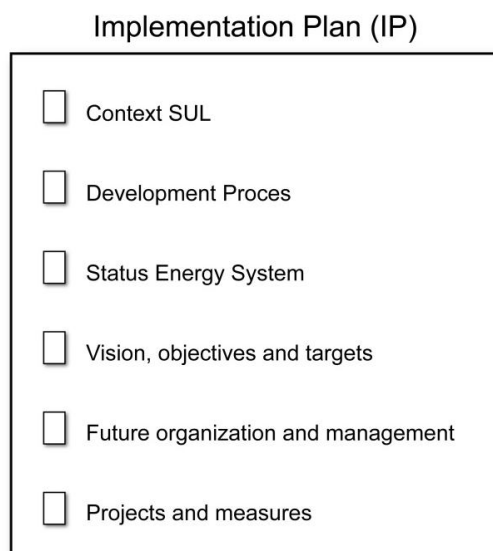 Implementation Plan (IP)
Context SUL
Development Proces
Status Energy System
Vision, objectives and targets
Future organization and management
Projects and measures